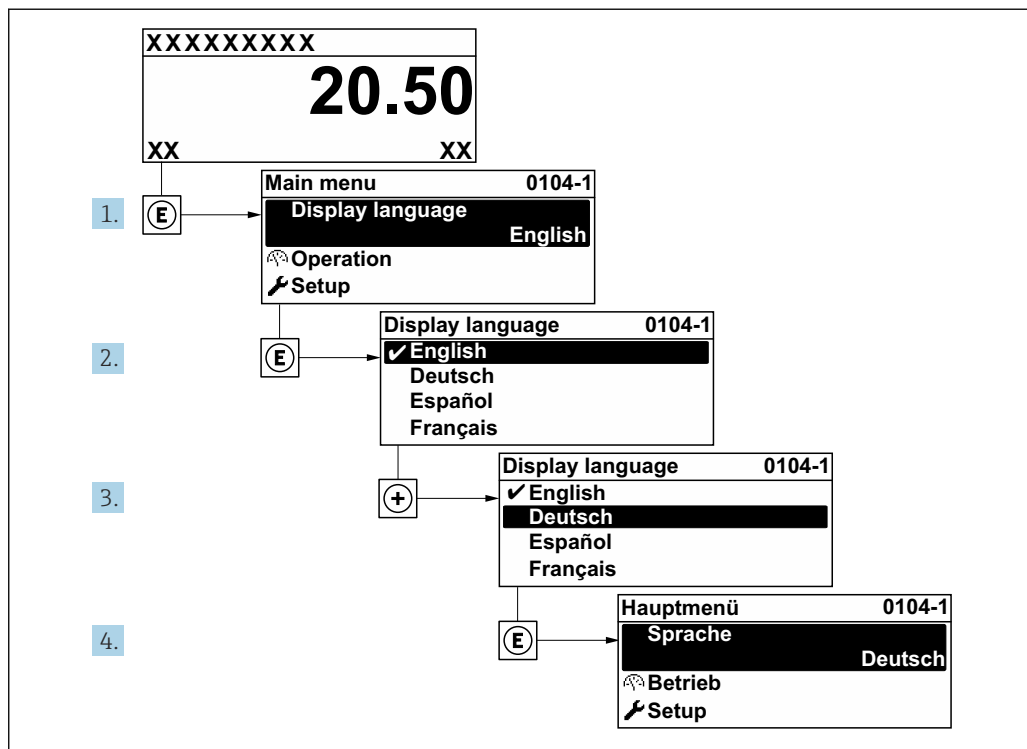 XXXXXXXXX
20.50
XX XX
1. E
Main menu 0104-1
Display language
English
Operation
Setup
2. E
Display language 0104-1
✔ English
Deutsch
Español
Français
3. +
Display language 0104-1
✔ English
Deutsch
Español
Français
4. E
Hauptmenü 0104-1
Sprache
Deutsch
Betrieb
Setup